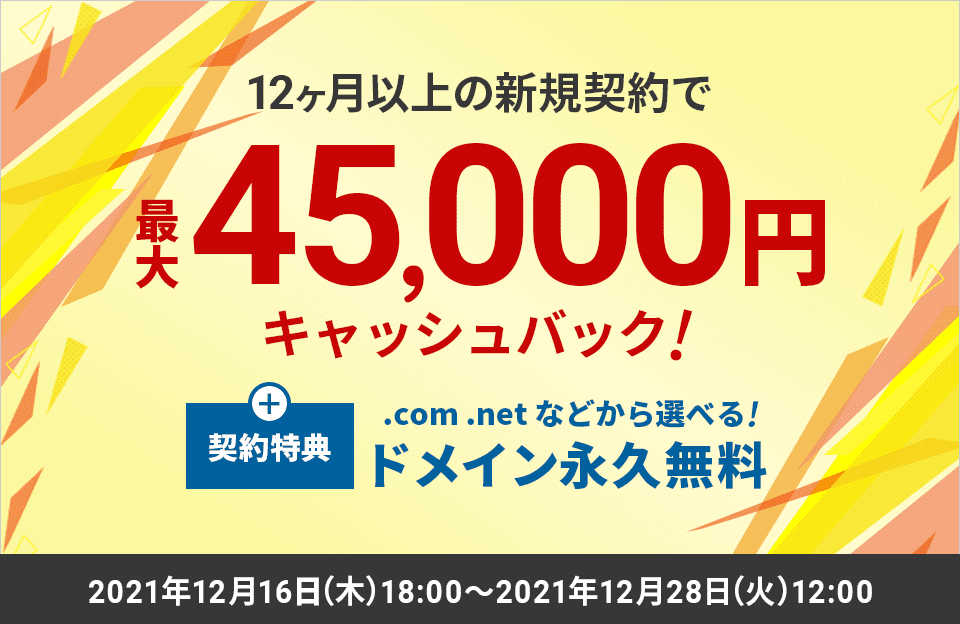 12ヶ月以上の新規契約で
最大45,000円
キャッシュバック!
+
契約特典
.com .net などから選べる!
ドメイン永久無料
2021年12月16日(木)18:00〜2021年12月28日(火)12:00